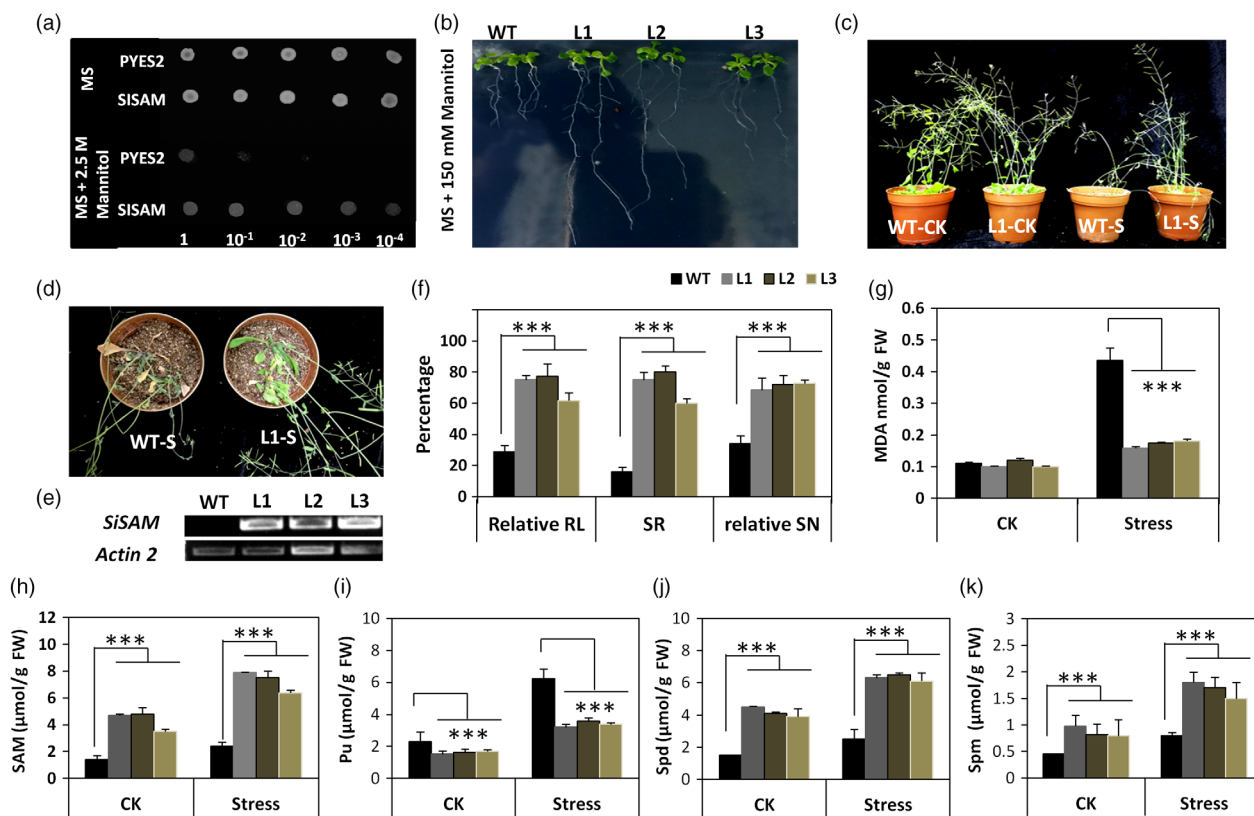 (a)
MS
PYES2
SISAM
MS + 2.5 M Mannitol
PYES2
SISAM
1 10-1 10-2 10-3 10-4
(b)
MS + 150 mM Mannitol
WT L1 L2 L3
(c)
WT-CK L1-CK WT-S L1-S
(d)
WT-S L1-S
(e)
WT L1 L2 L3
SiSAM
Actin 2
(f)
WT L1 L2 L3
Percentage
100
80
60
40
20
0
*** *** ***
Relative RL SR relative SN
(g)
MDA nmol/g FW
0.6
0.5
0.4
0.3
0.2
0.1
0
***
CK Stress
(h)
SAM (µmol/g FW)
12
10
8
6
4
2
0
*** ***
CK Stress
(i)
Pu (µmol/g FW)
10
8
6
4
2
0
*** ***
CK Stress
(j)
Spd (µmol/g FW)
10
8
6
4
2
0
*** ***
CK Stress
(k)
Spm (µmol/g FW)
3
2.5
2
1.5
1
0.5
0
*** ***
CK Stress